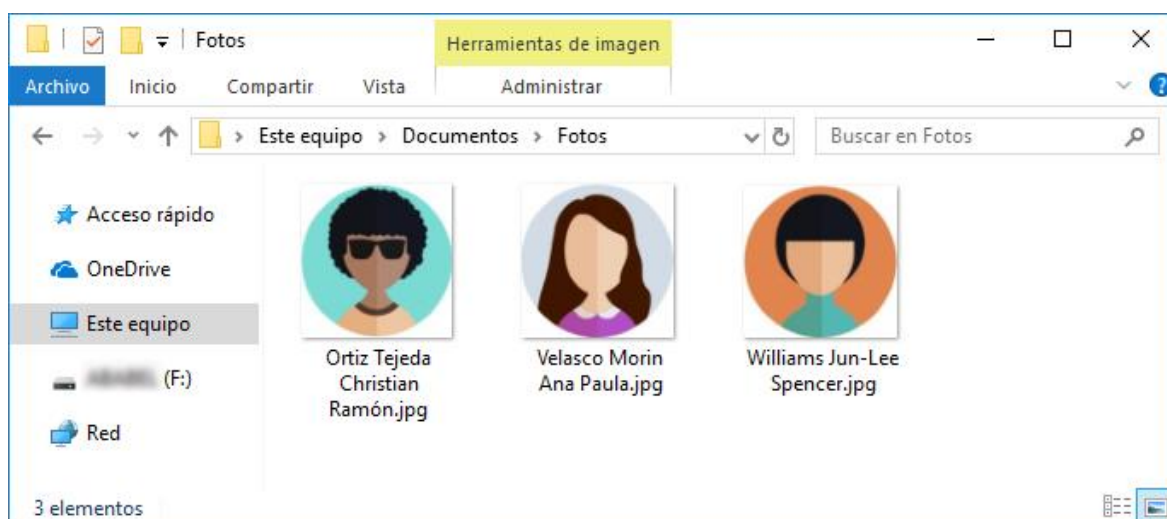 Fotos
Herramientas de imagen
Archivo Inicio Compartir Vista Administrar
Este equipo > Documentos > Fotos
Buscar en Fotos
Acceso rápido
OneDrive
Este equipo
(F:)
Red
Ortiz Tejeda
Christian
Ramón.jpg
Velasco Morin
Ana Paula.jpg
Williams Jun-Lee
Spencer.jpg
3 elementos